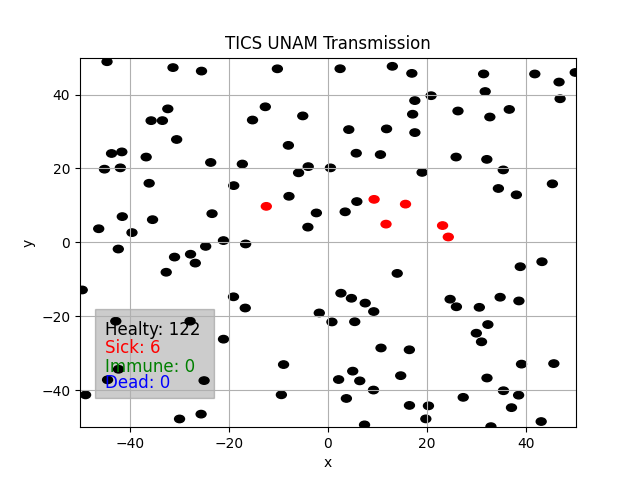 TICS UNAM Transmission
y
40
20
0
−20
−40
Healty: 122
Sick: 6
Immune: 0
Dead: 0
−40 −20 0 20 40
x